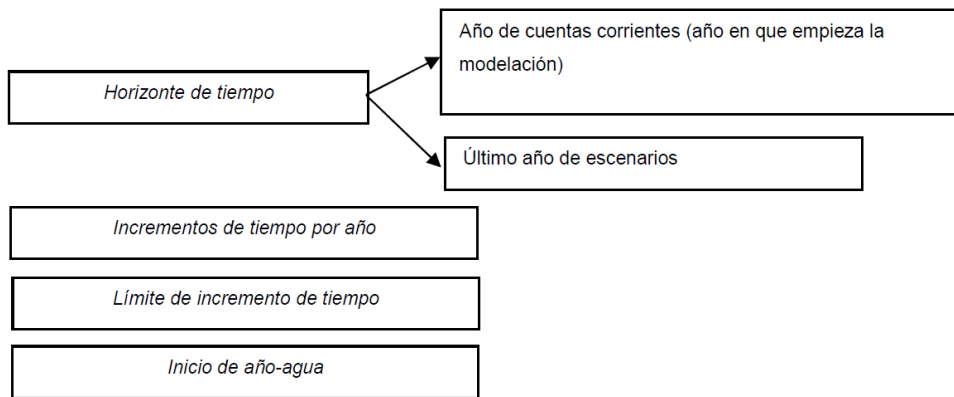 Año de cuentas corrientes (año en que empieza la
modelación)
Horizonte de tiempo
Último año de escenarios
Incrementos de tiempo por año
Límite de incremento de tiempo
Inicio de año-agua